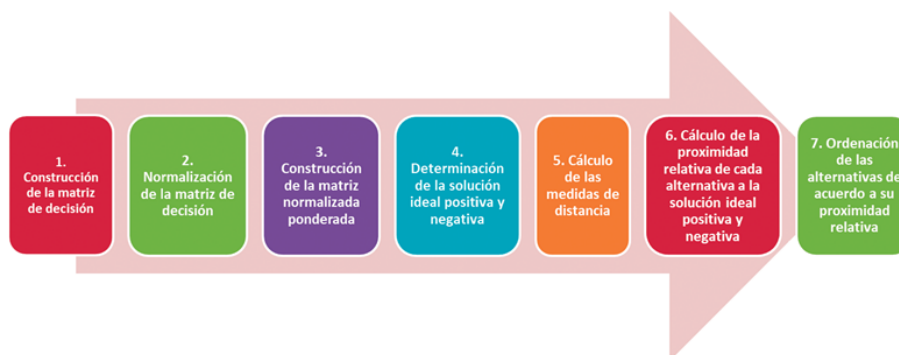 1.
Construcción
de la matriz
de decisión
2.
Normalización
de la matriz de
decisión
3.
Construcción
de la matriz
normalizada
ponderada
4.
Determinación
de la solución
ideal positiva y
negativa
5. Cálculo
de las
medidas de
distancia
6. Cálculo de la
proximidad
relativa de cada
alternativa a la
solución ideal
positiva y
negativa
7. Ordenación
de las
alternativas de
acuerdo a su
proximidad
relativa